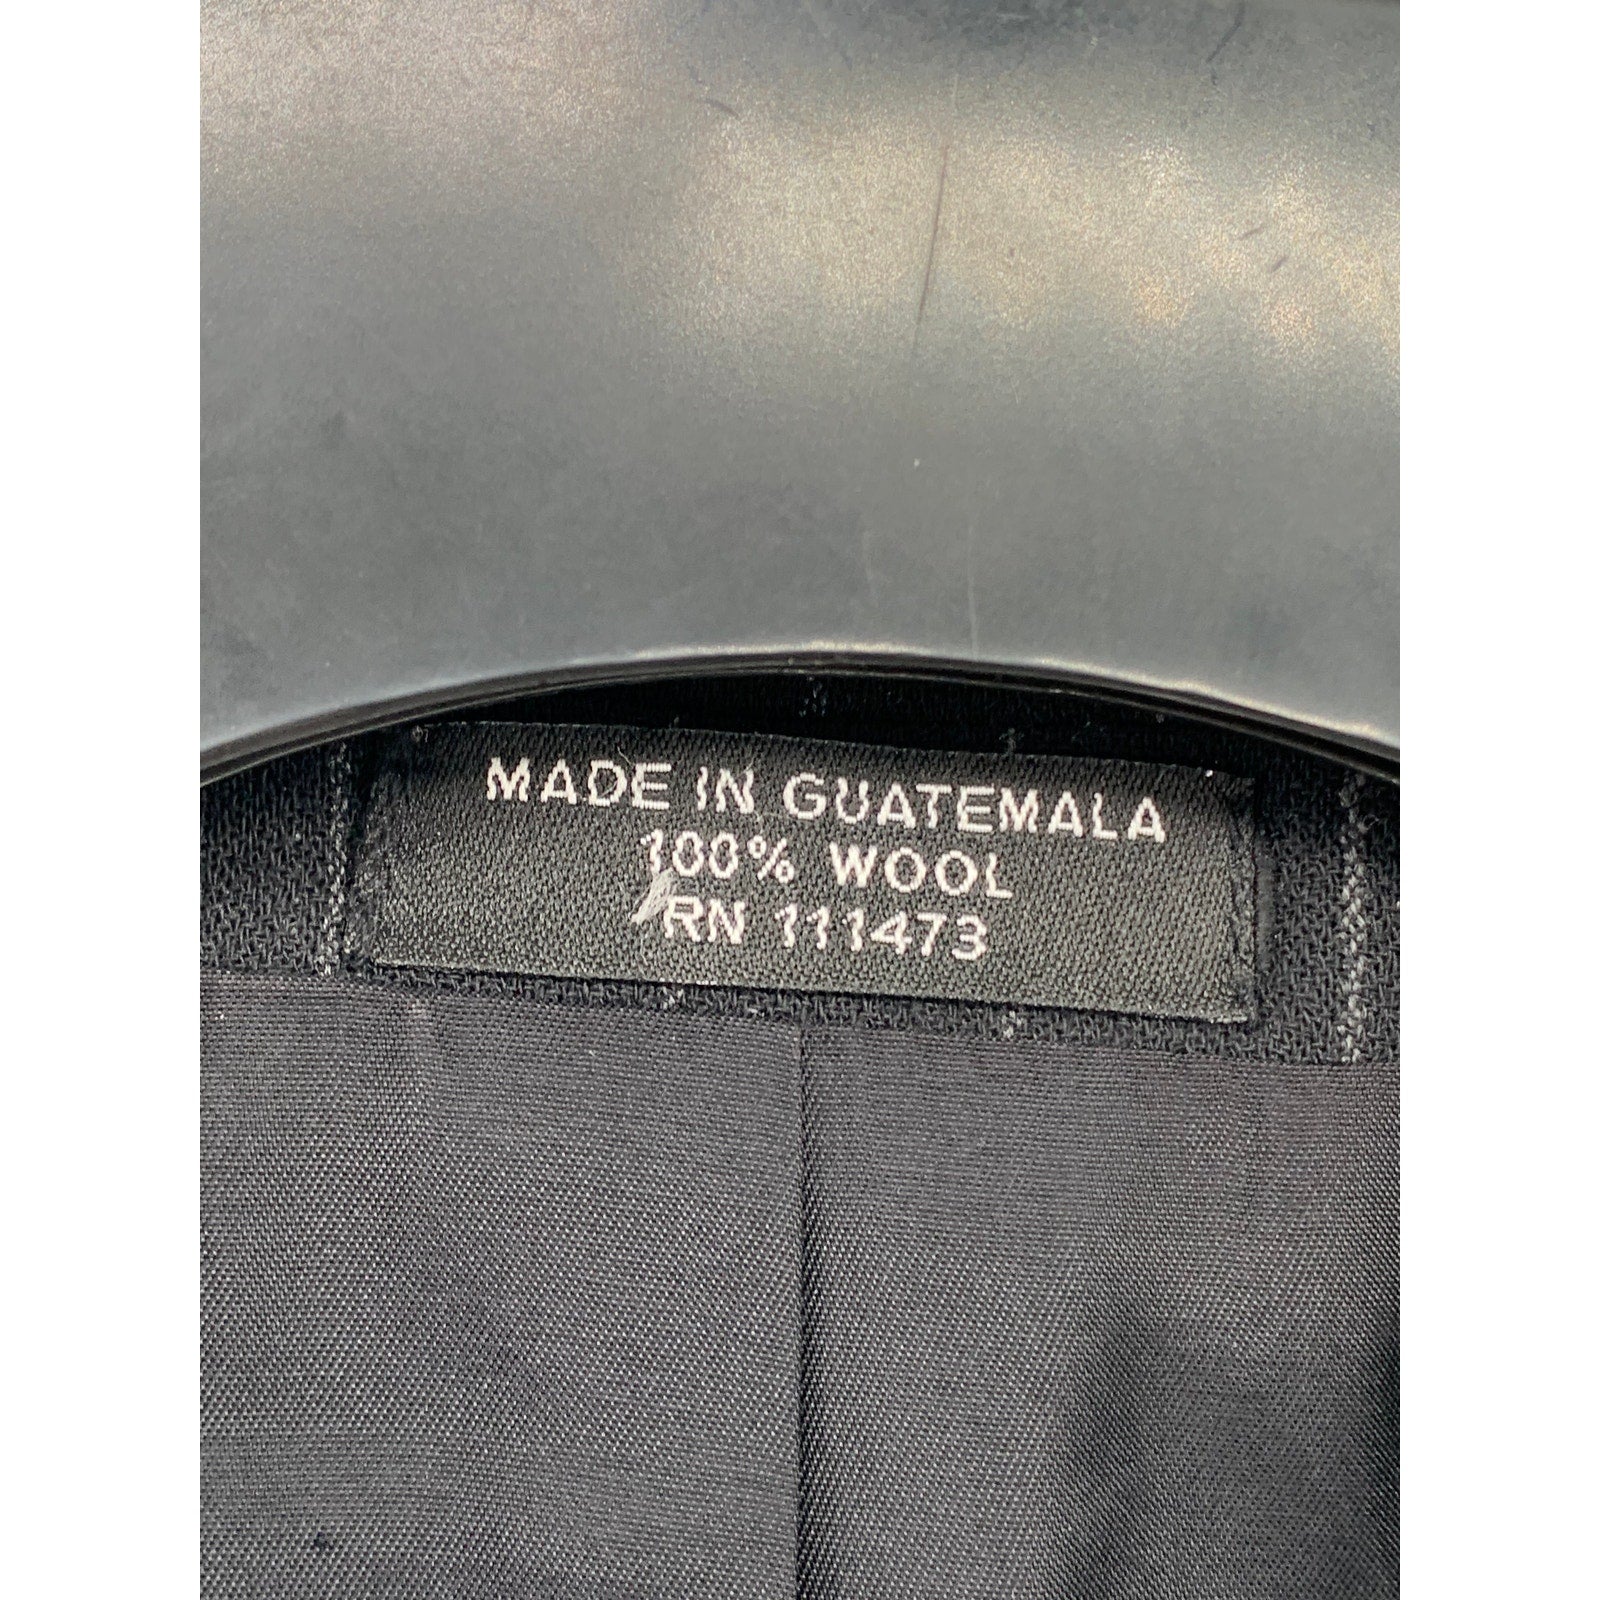 MADE IN GUATEMALA
100% WOOL
RN 111473